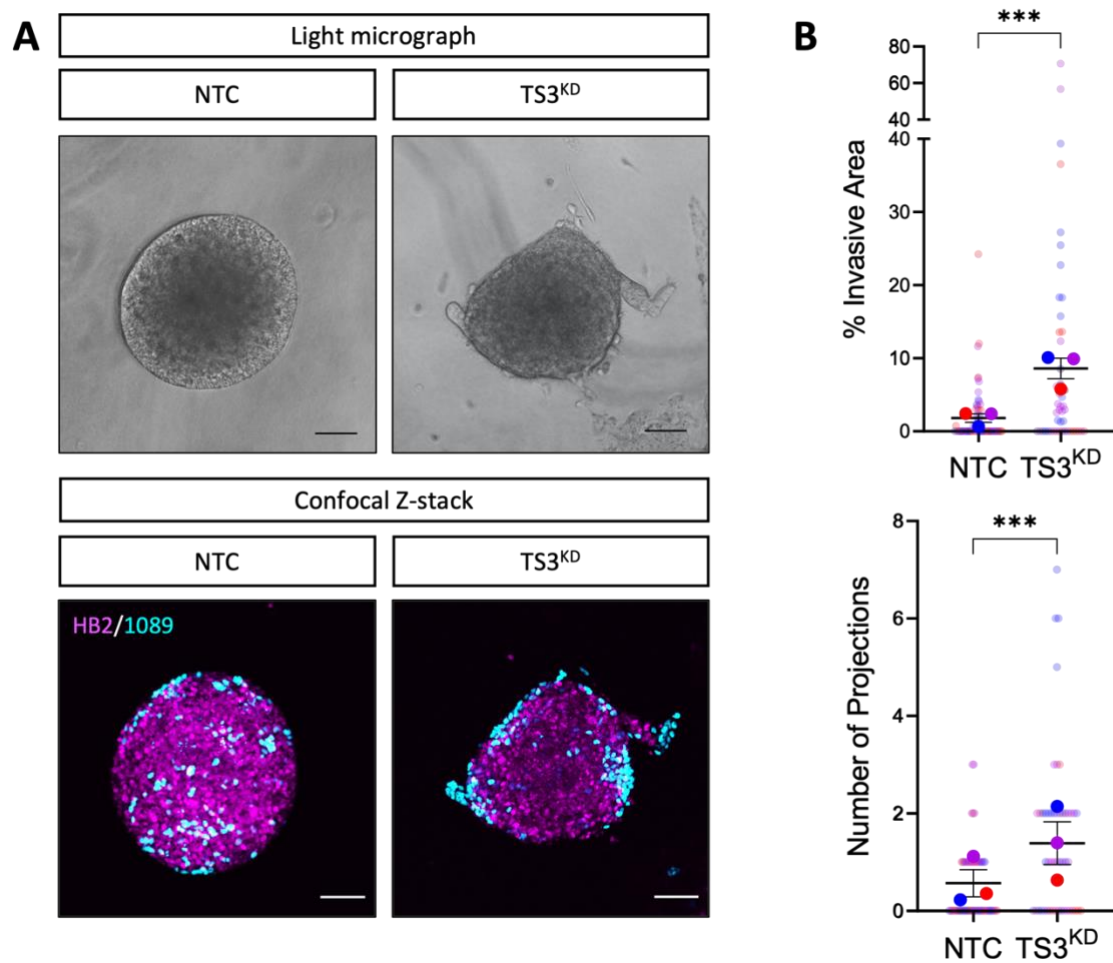 A
Light micrograph
NTC
TS3KD
Confocal Z-stack
NTC
TS3KD
HB2/1089
B
***
80
60
40
40
30
20
10
0
% Invasive Area
NTC
TS3KD
***
8
6
4
2
0
Number of Projections
NTC
TS3KD